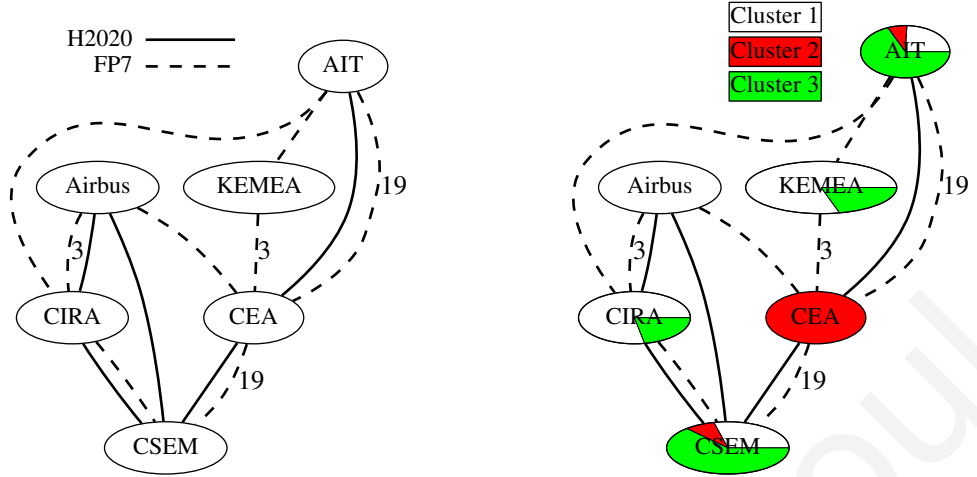 H2020
FP7
AIT
Airbus
KEMEA
19
3
3
CIRA
CEA
19
CSEM
Cluster 1
Cluster 2
Cluster 3
AIT
Airbus
KEMEA
19
3
3
CIRA
CEA
19
CSEM